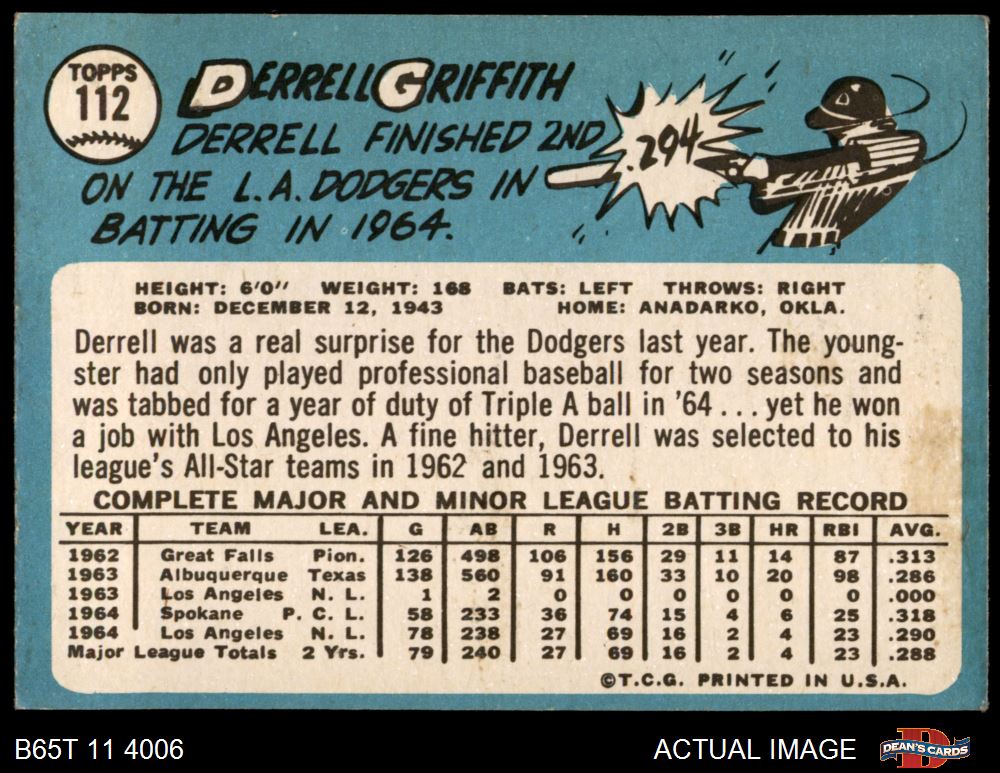 TOPPS
112
DERRELL GRIFFITH
DERRELL FINISHED 2ND
ON THE L.A. DODGERS IN
BATTING IN 1964.
.294
HEIGHT: 6'0" WEIGHT: 168 BATS: LEFT THROWS: RIGHT
BORN: DECEMBER 12, 1943 HOME: ANADARKO, OKLA.
Derrell was a real surprise for the Dodgers last year. The young-
ster had only played professional baseball for two seasons and
was tabbed for a year of duty of Triple A ball in '64 . . . yet he won
a job with Los Angeles. A fine hitter, Derrell was selected to his
league's All-Star teams in 1962 and 1963.
COMPLETE MAJOR AND MINOR LEAGUE BATTING RECORD
YEAR TEAM LEA. G AB R H 2B 3B HR RBI AVG.
1962 Great Falls Pion. 126 498 106 156 29 11 14 87 .313
1963 Albuquerque Texas 138 560 91 160 33 10 20 98 .286
1963 Los Angeles N. L. 1 2 0 0 0 0 0 0 .000
1964 Spokane P. C. L. 58 233 36 74 15 4 6 25 .318
1964 Los Angeles N. L. 78 238 27 69 16 2 4 23 .290
Major League Totals 2 Yrs. 79 240 27 69 16 2 4 23 .288
©T.C.G. PRINTED IN U.S.A.
B65T 11 4006 ACTUAL IMAGE DEAN'S CARDS